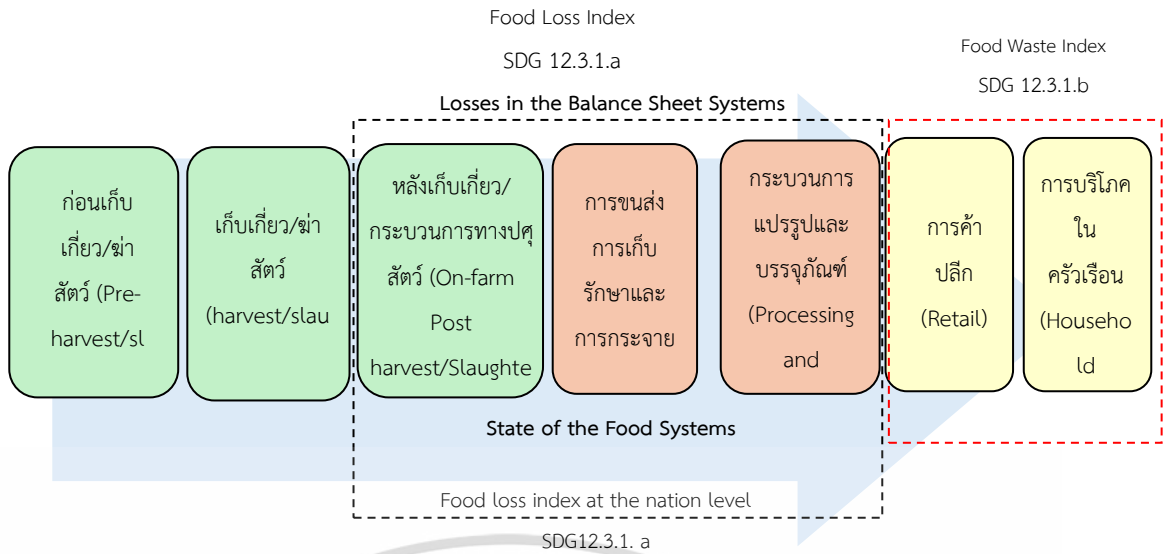 Food Loss Index
SDG 12.3.1.a
Food Waste Index
SDG 12.3.1.b
Losses in the Balance Sheet Systems
ก่อนเก็บ
เกี่ยว/ฆ่า
สัตว์ (Pre-
harvest/sl
เก็บเกี่ยว/ฆ่า
สัตว์
(harvest/slau
หลังเก็บเกี่ยว/
กระบวนการทางปศุ
สัตว์ (On-farm
Post
harvest/Slaughte
การขนส่ง
การเก็บ
รักษาและ
การกระจาย
กระบวนการ
แปรรูปและ
บรรจุภัณฑ์
(Processing
and
การค้า
ปลีก
(Retail)
การบริโภค
ใน
ครัวเรือน
(Househo
ld
State of the Food Systems
Food loss index at the nation level
SDG12.3.1. a